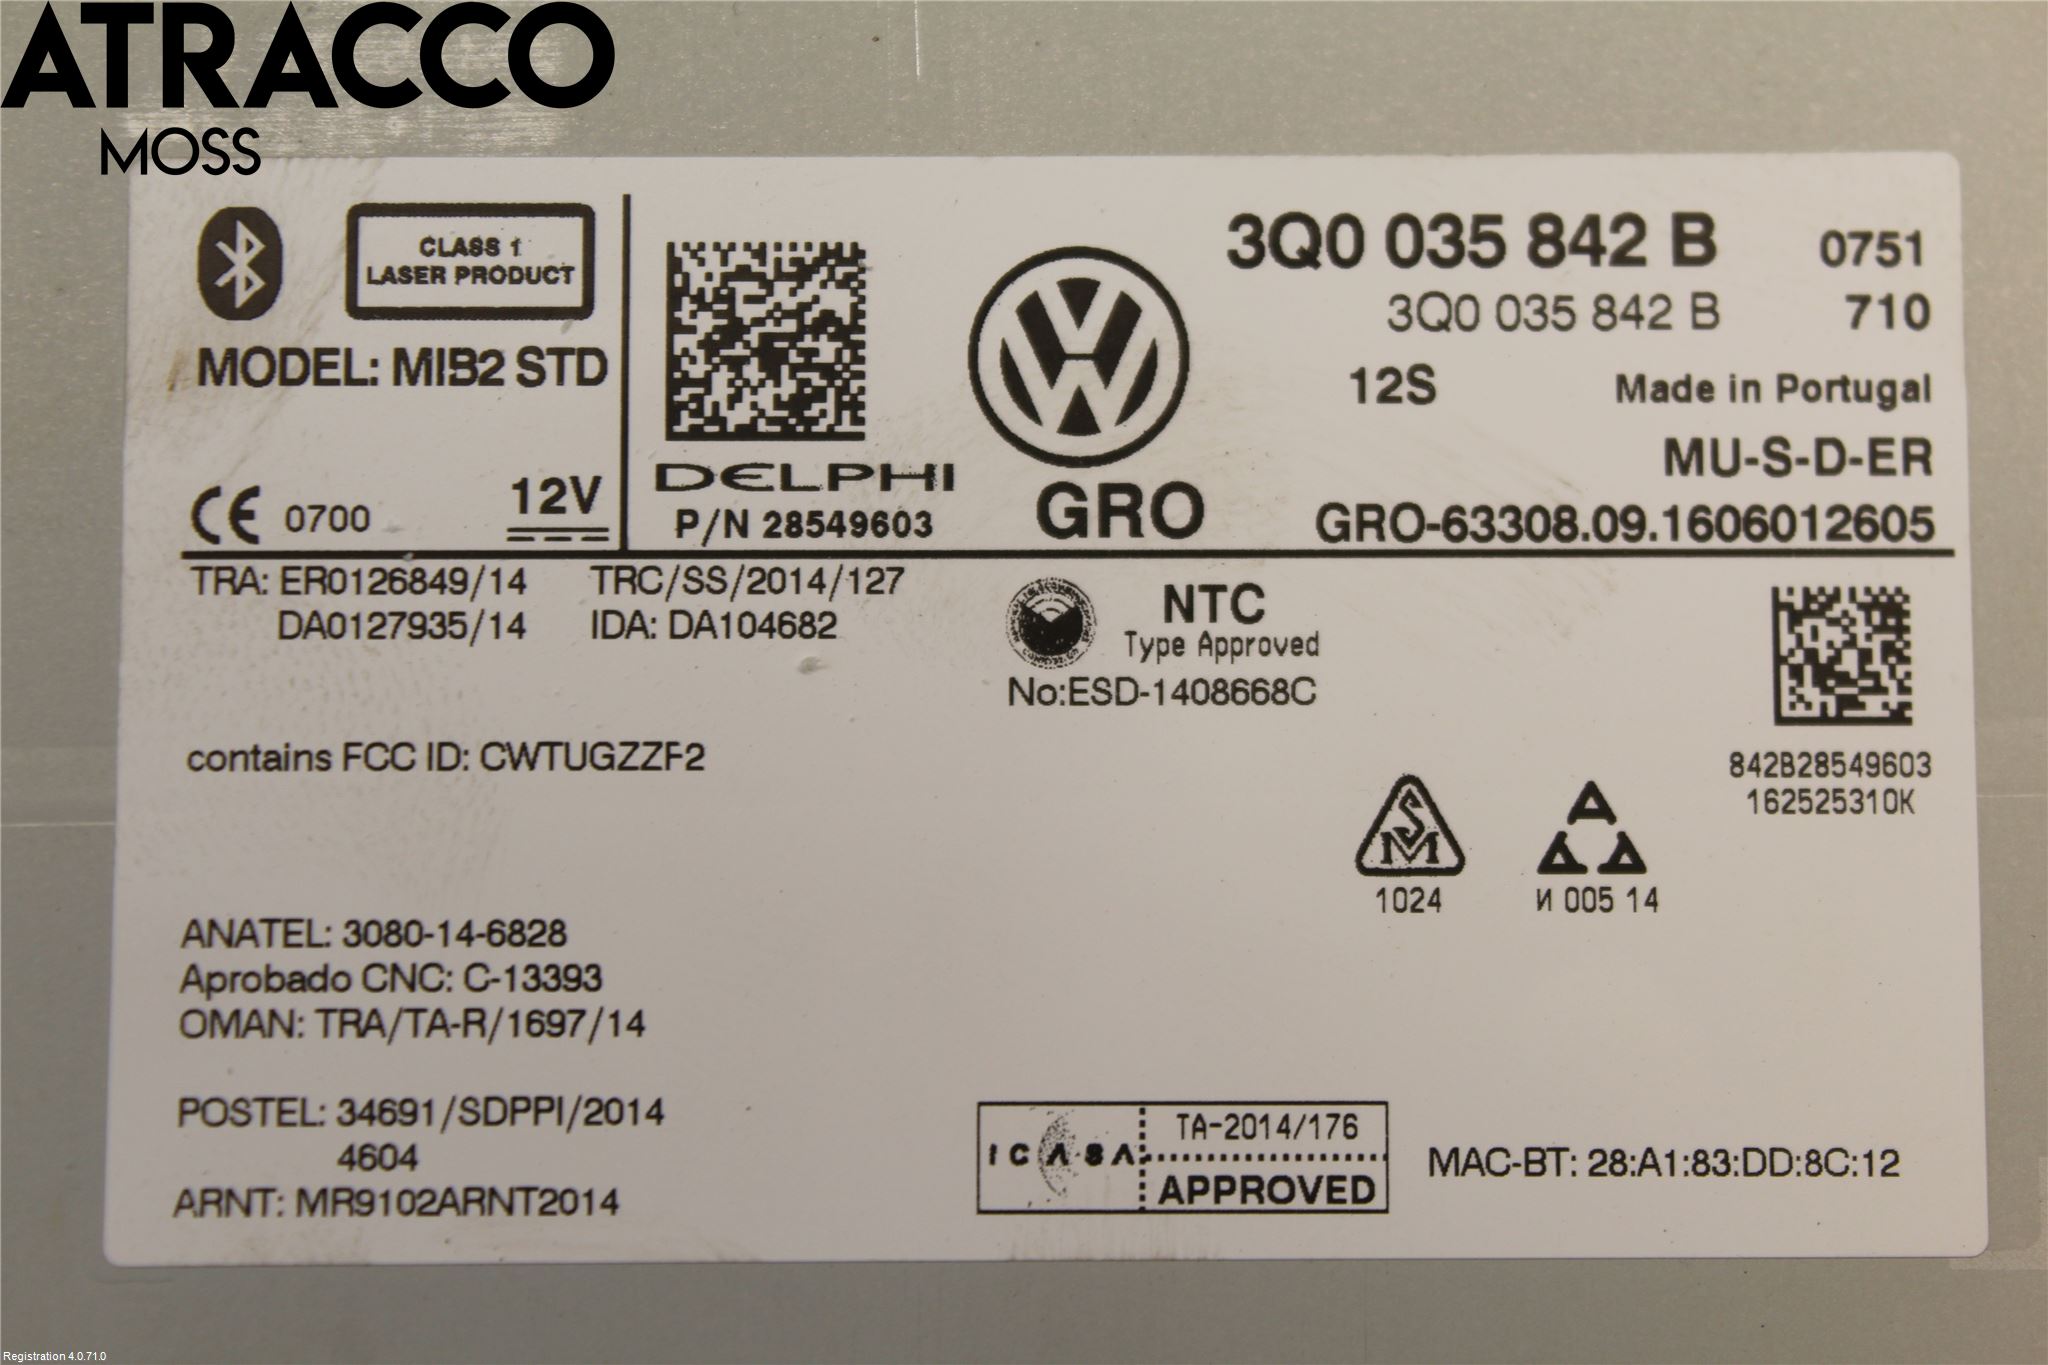 ATRACCO
MOSS
CLASS 1
LASER PRODUCT
MODEL: MIB2 STD
CE 0700
12V
DELPHI
P/N 28549603
GRO
3Q0 035 842 B 0751
3Q0 035 842 B 710
12S Made in Portugal
MU-S-D-ER
GRO-63308.09.1606012605
TRA: ER0126849/14 TRC/SS/2014/127
DA0127935/14 IDA: DA104682
NTC
Type Approved
No:ESD-1408668C
contains FCC ID: CWTUGZZF2
842B28549603
162525310K
SM
1024
AAA
И 005 14
ANATEL: 3080-14-6828
Aprobado CNC: C-13393
OMAN: TRA/TA-R/1697/14
POSTEL: 34691/SDPPI/2014
4604
ARNT: MR9102ARNT2014
ICASA
TA-2014/176
APPROVED
MAC-BT: 28:A1:83:DD:8C:12
Registration 4.0.71.0